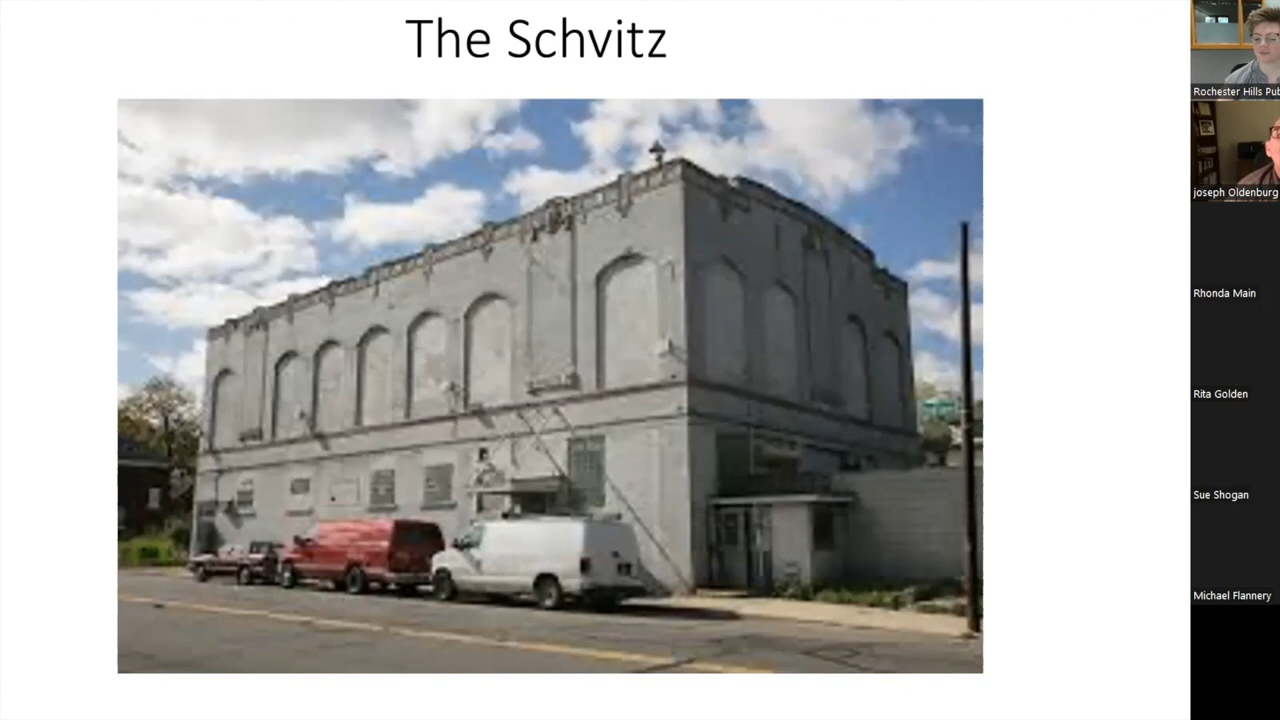 The Schvitz
Rochester Hills Pub
joseph Oldenburg
Rhonda Main
Rita Golden
Sue Shogan
Michael Flannery